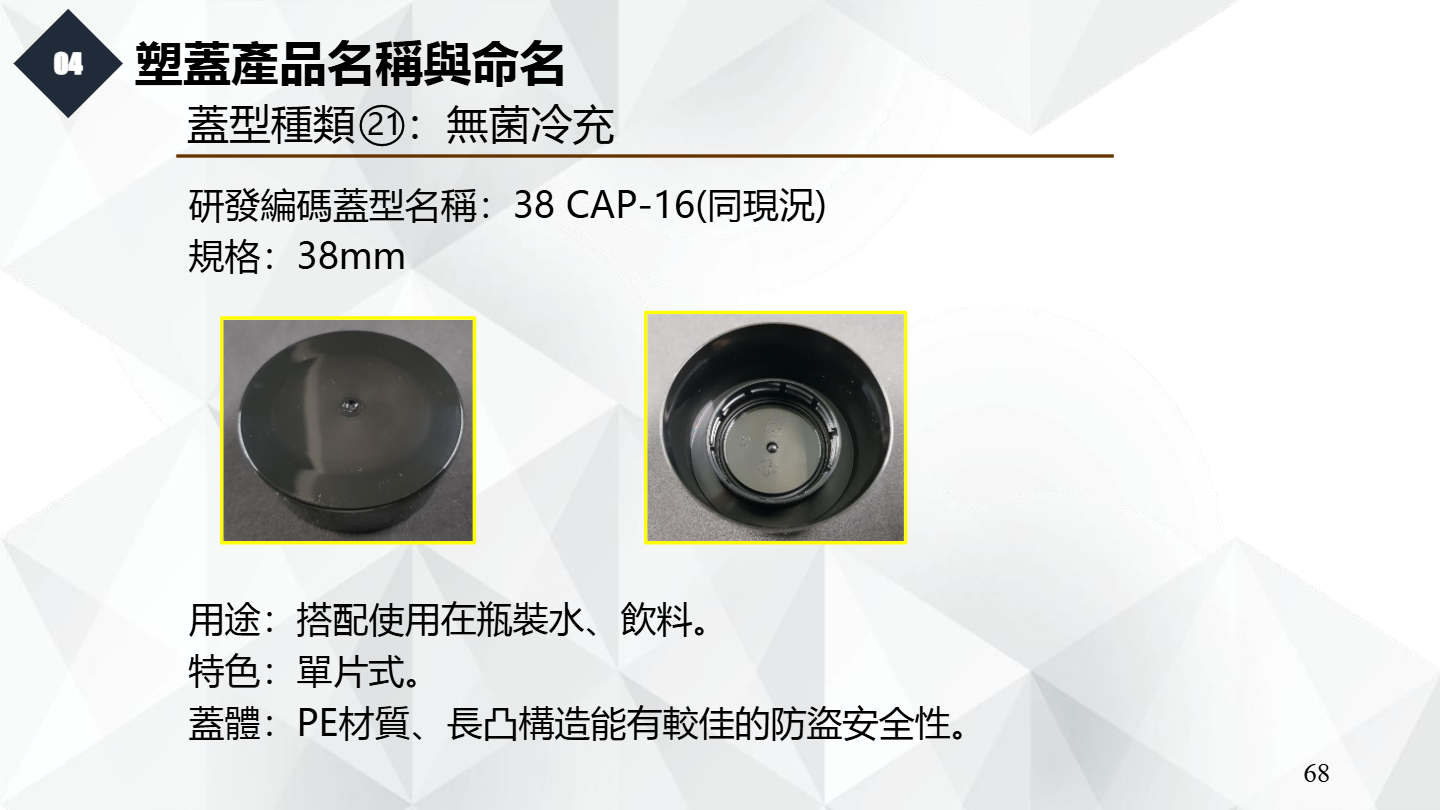 04
塑蓋產品名稱與命名
蓋型種類㉑：無菌冷充
研發編碼蓋型名稱：38 CAP-16(同現況)
規格：38mm
用途：搭配使用在瓶裝水、飲料。
特色：單片式。
蓋體：PE材質、長凸構造能有較佳的防盜安全性。
68